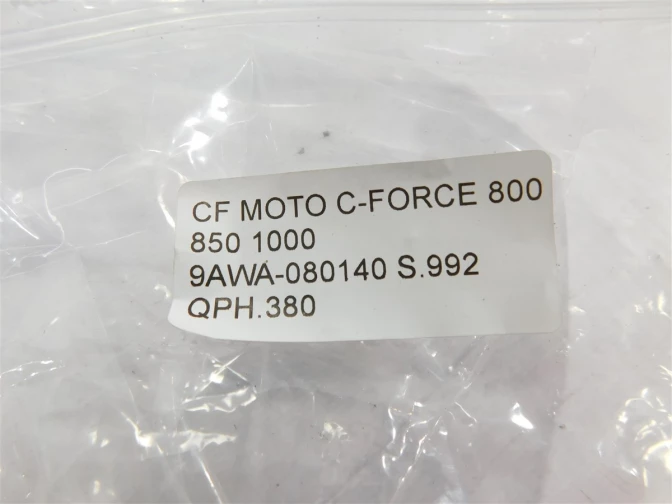 CF MOTO C-FORCE 800
850 1000
9AWA-080140 S.992
QPH.380